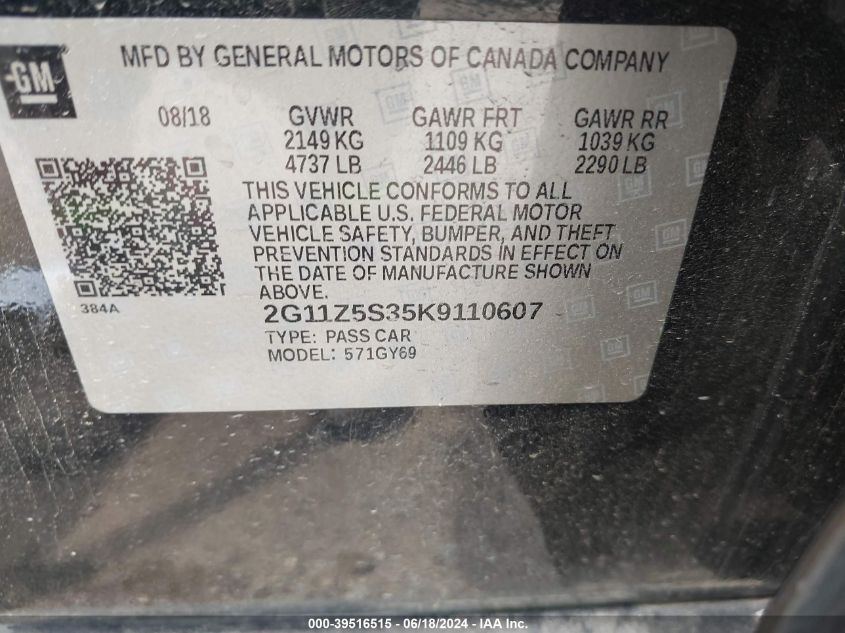 MFD BY GENERAL MOTORS OF CANADA COMPANY
GM
08/18 GVWR GAWR FRT GAWR RR
2149 KG 1109 KG 1039 KG
4737 LB 2446 LB 2290 LB
THIS VEHICLE CONFORMS TO ALL
APPLICABLE U.S. FEDERAL MOTOR
VEHICLE SAFETY, BUMPER, AND THEFT
PREVENTION STANDARDS IN EFFECT ON
THE DATE OF MANUFACTURE SHOWN
ABOVE.
384A
2G11Z5S35K9110607
TYPE: PASS CAR
MODEL: 571GY69
000-39516515 - 06/18/2024 - IAA Inc.